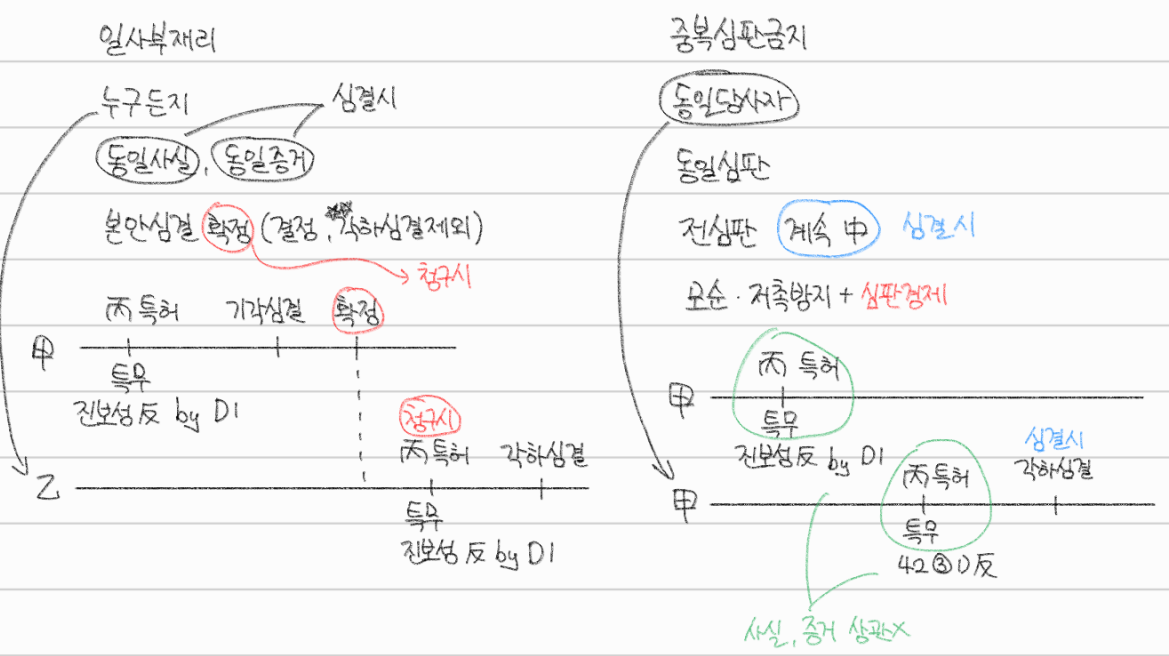 일사부재리
누구든지
심결시
동일사실, 동일증거
본안심결 확정 (결정, 각하심결제외)
청구시
丙 특허 기각심결 확정
甲
특무
진보성 反 by D1
청구시
丙 특허 각하심결
乙
특무
진보성 反 by D1
중복심판금지
동일당사자
동일심판
전심판 계속 中 심결시
모순·저촉방지 + 심판경제
丙 특허
甲
특무
진보성 反 by D1
심결시
丙 특허 각하심결
甲
특무
42③1)反
사실, 증거 상관×